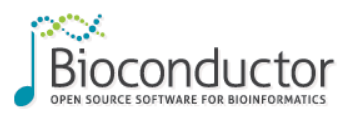 Bioconductor
OPEN SOURCE SOFTWARE FOR BIOINFORMATICS